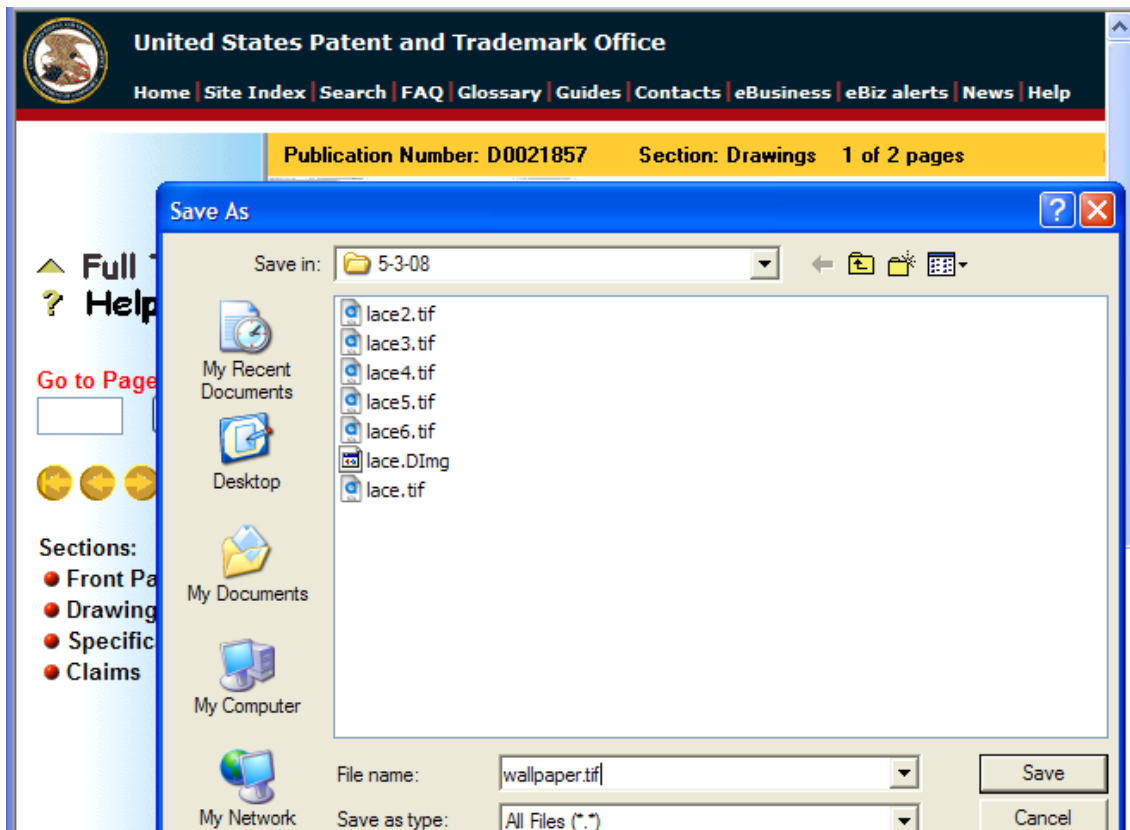 United States Patent and Trademark Office
Home|Site Index|Search|FAQ|Glossary|Guides|Contacts|eBusiness|eBiz alerts|News|Help
Publication Number: D0021857 Section: Drawings 1 of 2 pages
Save As
Full
Help
Save in: 5-3-08
Go to Page
Sections:
Front Pa
Drawing
Specific
Claims
My Recent
Documents
Desktop
My Documents
My Computer
My Network
lace2.tif
lace3.tif
lace4.tif
lace5.tif
lace6.tif
lace.DImg
lace.tif
File name: wallpaper.tif Save
Save as type: All Files (*.*) Cancel